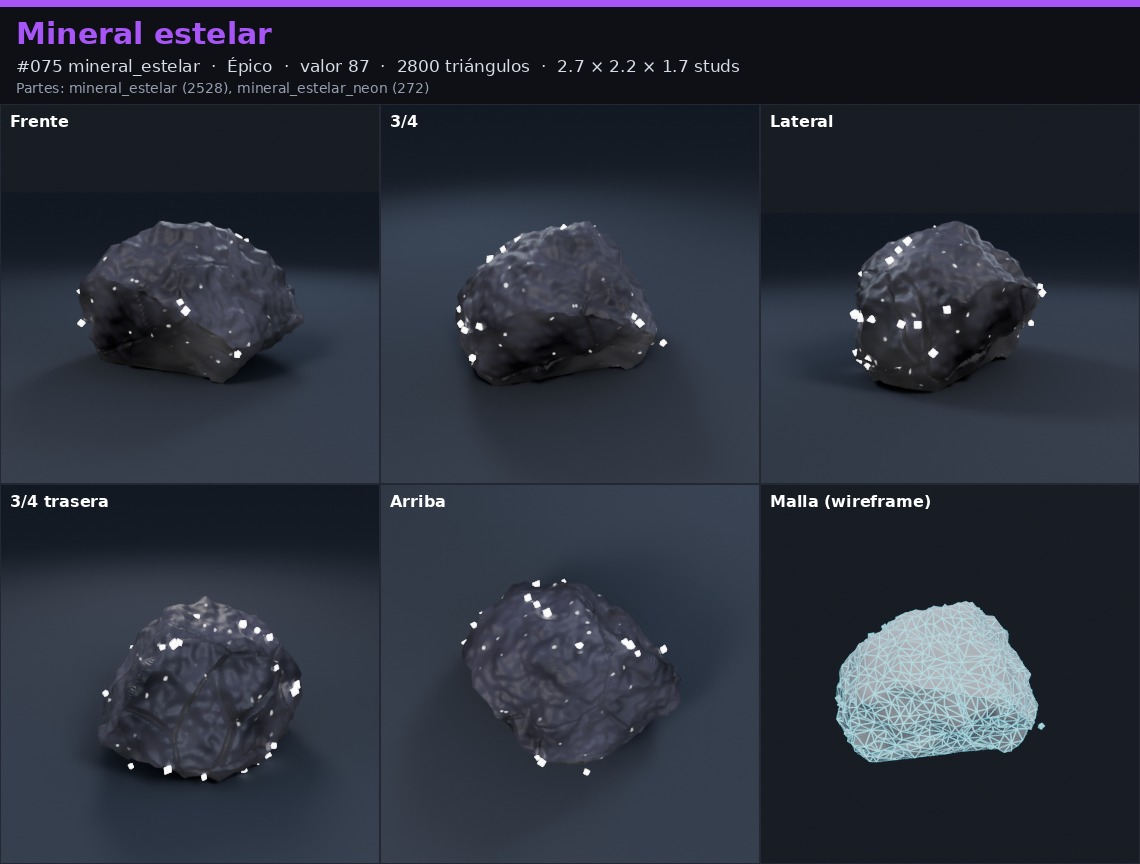 Mineral estelar
#075 mineral_estelar · Épico · valor 87 · 2800 triángulos · 2.7 × 2.2 × 1.7 studs
Partes: mineral_estelar (2528), mineral_estelar_neon (272)
Frente
3/4
Lateral
3/4 trasera
Arriba
Malla (wireframe)